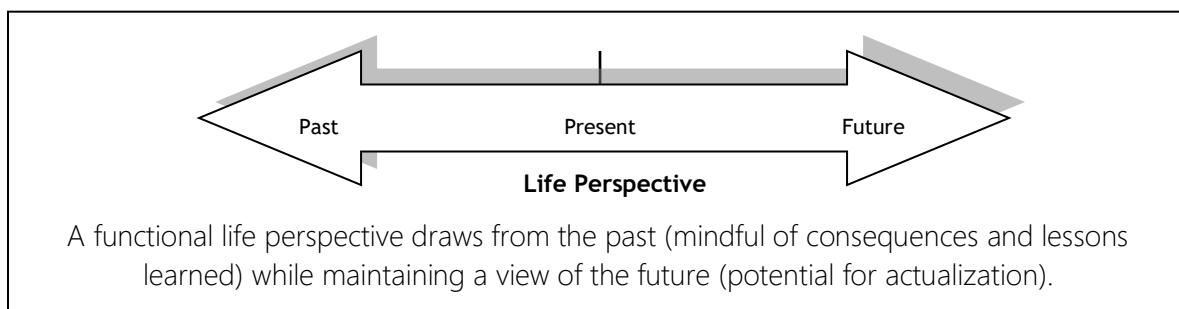 Past Present Future
Life Perspective
A functional life perspective draws from the past (mindful of consequences and lessons
learned) while maintaining a view of the future (potential for actualization).